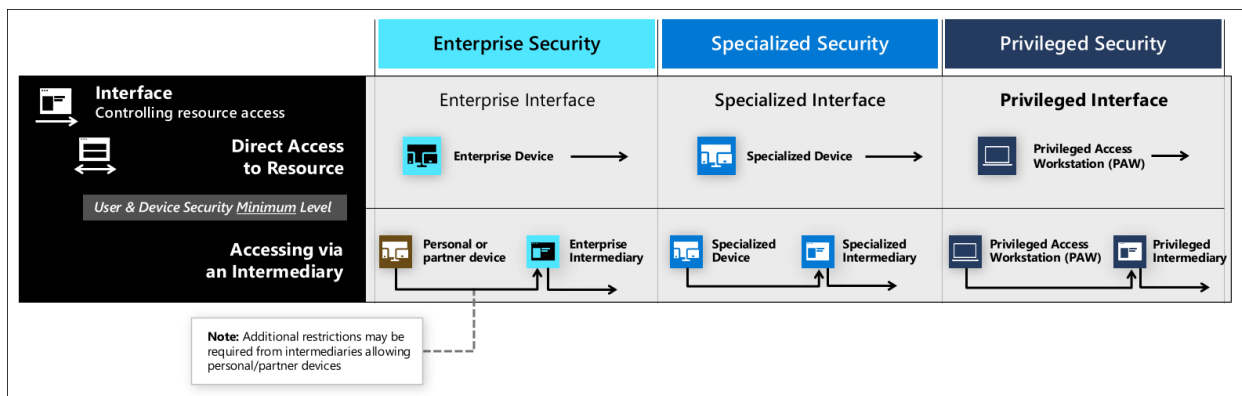 Enterprise Security
Specialized Security
Privileged Security
Interface
Controlling resource access
Enterprise Interface
Specialized Interface
Privileged Interface
Direct Access
to Resource
Enterprise Device
Specialized Device
Privileged Access
Workstation (PAW)
User & Device Security Minimum Level
Accessing via
an Intermediary
Personal or
partner device
Enterprise
Intermediary
Specialized
Device
Specialized
Intermediary
Privileged Access
Workstation (PAW)
Privileged
Intermediary
Note: Additional restrictions may be
required from intermediaries allowing
personal/partner devices